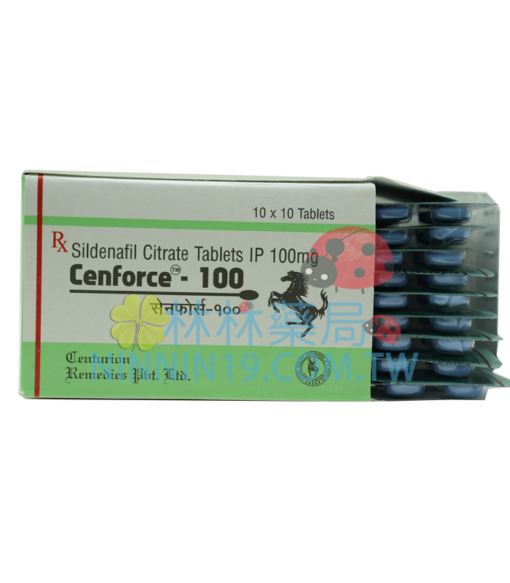 10 x 10 Tablets
Rx Sildenafil Citrate Tablets IP 100mg
Cenforce™- 100
सेनफोर्स-१००
林林藥局
Centurion
Remedies Pvt. Ltd.
NINNIN19.COM.TW